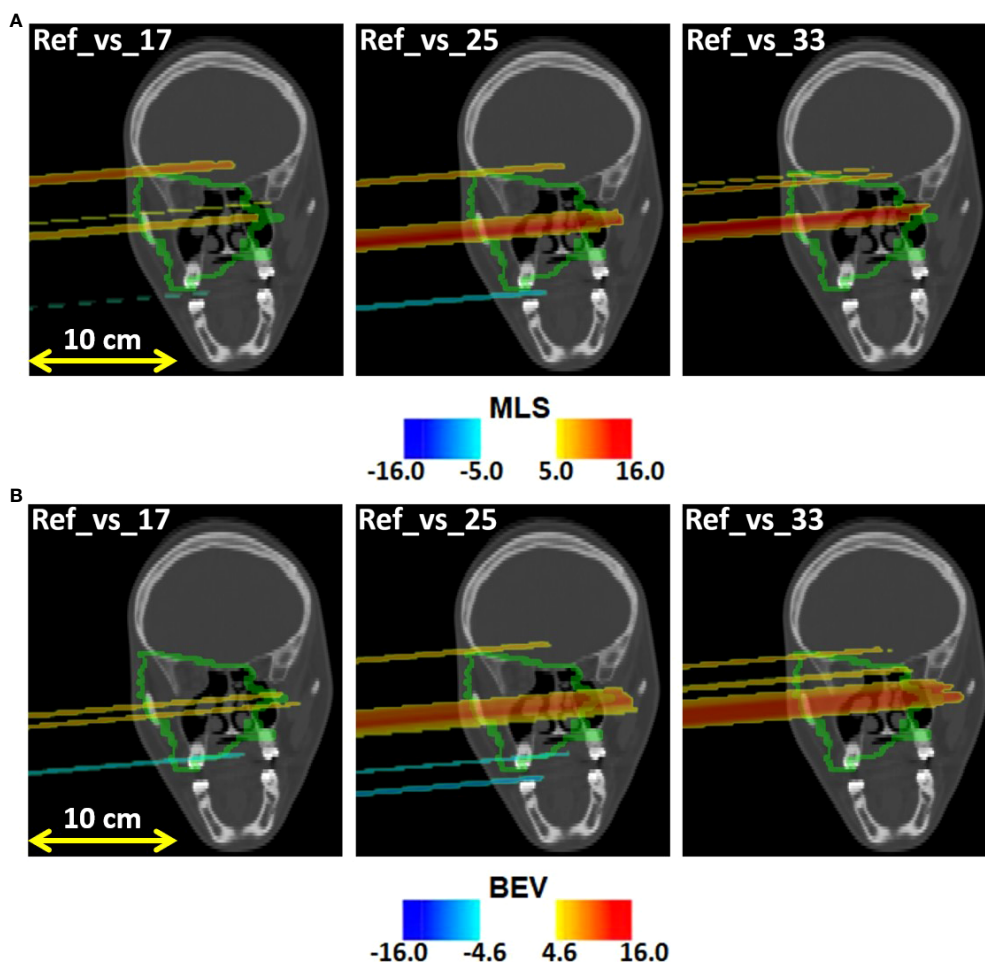 A
Ref_vs_17 Ref_vs_25 Ref_vs_33
10 cm
MLS
-16.0 -5.0 5.0 16.0
B
Ref_vs_17 Ref_vs_25 Ref_vs_33
10 cm
BEV
-16.0 -4.6 4.6 16.0